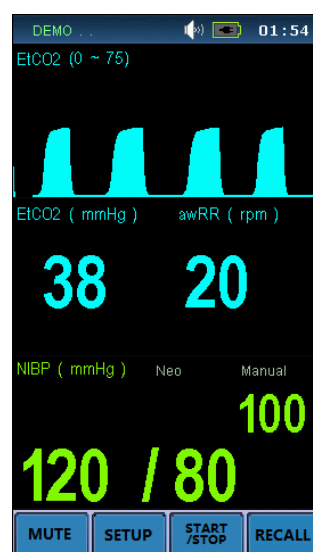 DEMO . . 01:54
EtCO2 (0 ~ 75)
EtCO2 ( mmHg ) awRR ( rpm )
38 20
NIBP ( mmHg ) Neo Manual
100
120 / 80
MUTE SETUP START /STOP RECALL